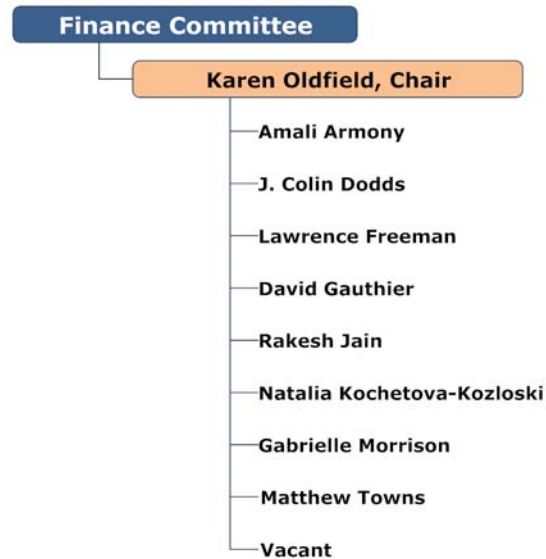 Finance Committee
Karen Oldfield, Chair
Amali Armony
J. Colin Dodds
Lawrence Freeman
David Gauthier
Rakesh Jain
Natalia Kochetova-Kozloski
Gabrielle Morrison
Matthew Towns
Vacant